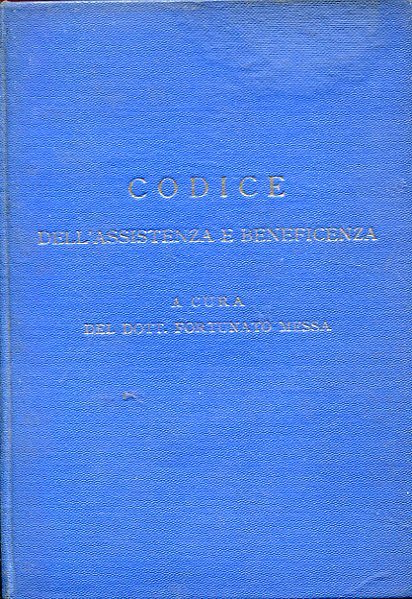 CODICE
DELL'ASSISTENZA E BENEFICENZA
A CURA
DEL DOTT. FORTUNATO MESSA